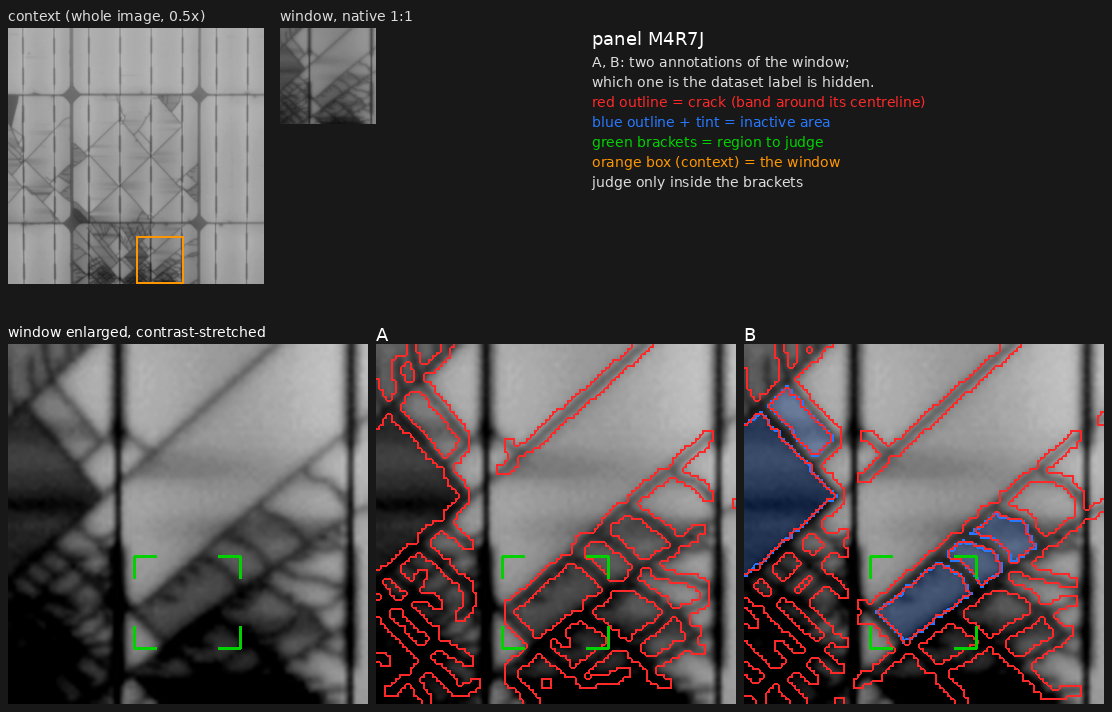 context (whole image, 0.5x)
window, native 1:1
panel M4R7J
A, B: two annotations of the window;
which one is the dataset label is hidden.
red outline = crack (band around its centreline)
blue outline + tint = inactive area
green brackets = region to judge
orange box (context) = the window
judge only inside the brackets
window enlarged, contrast-stretched
A
B